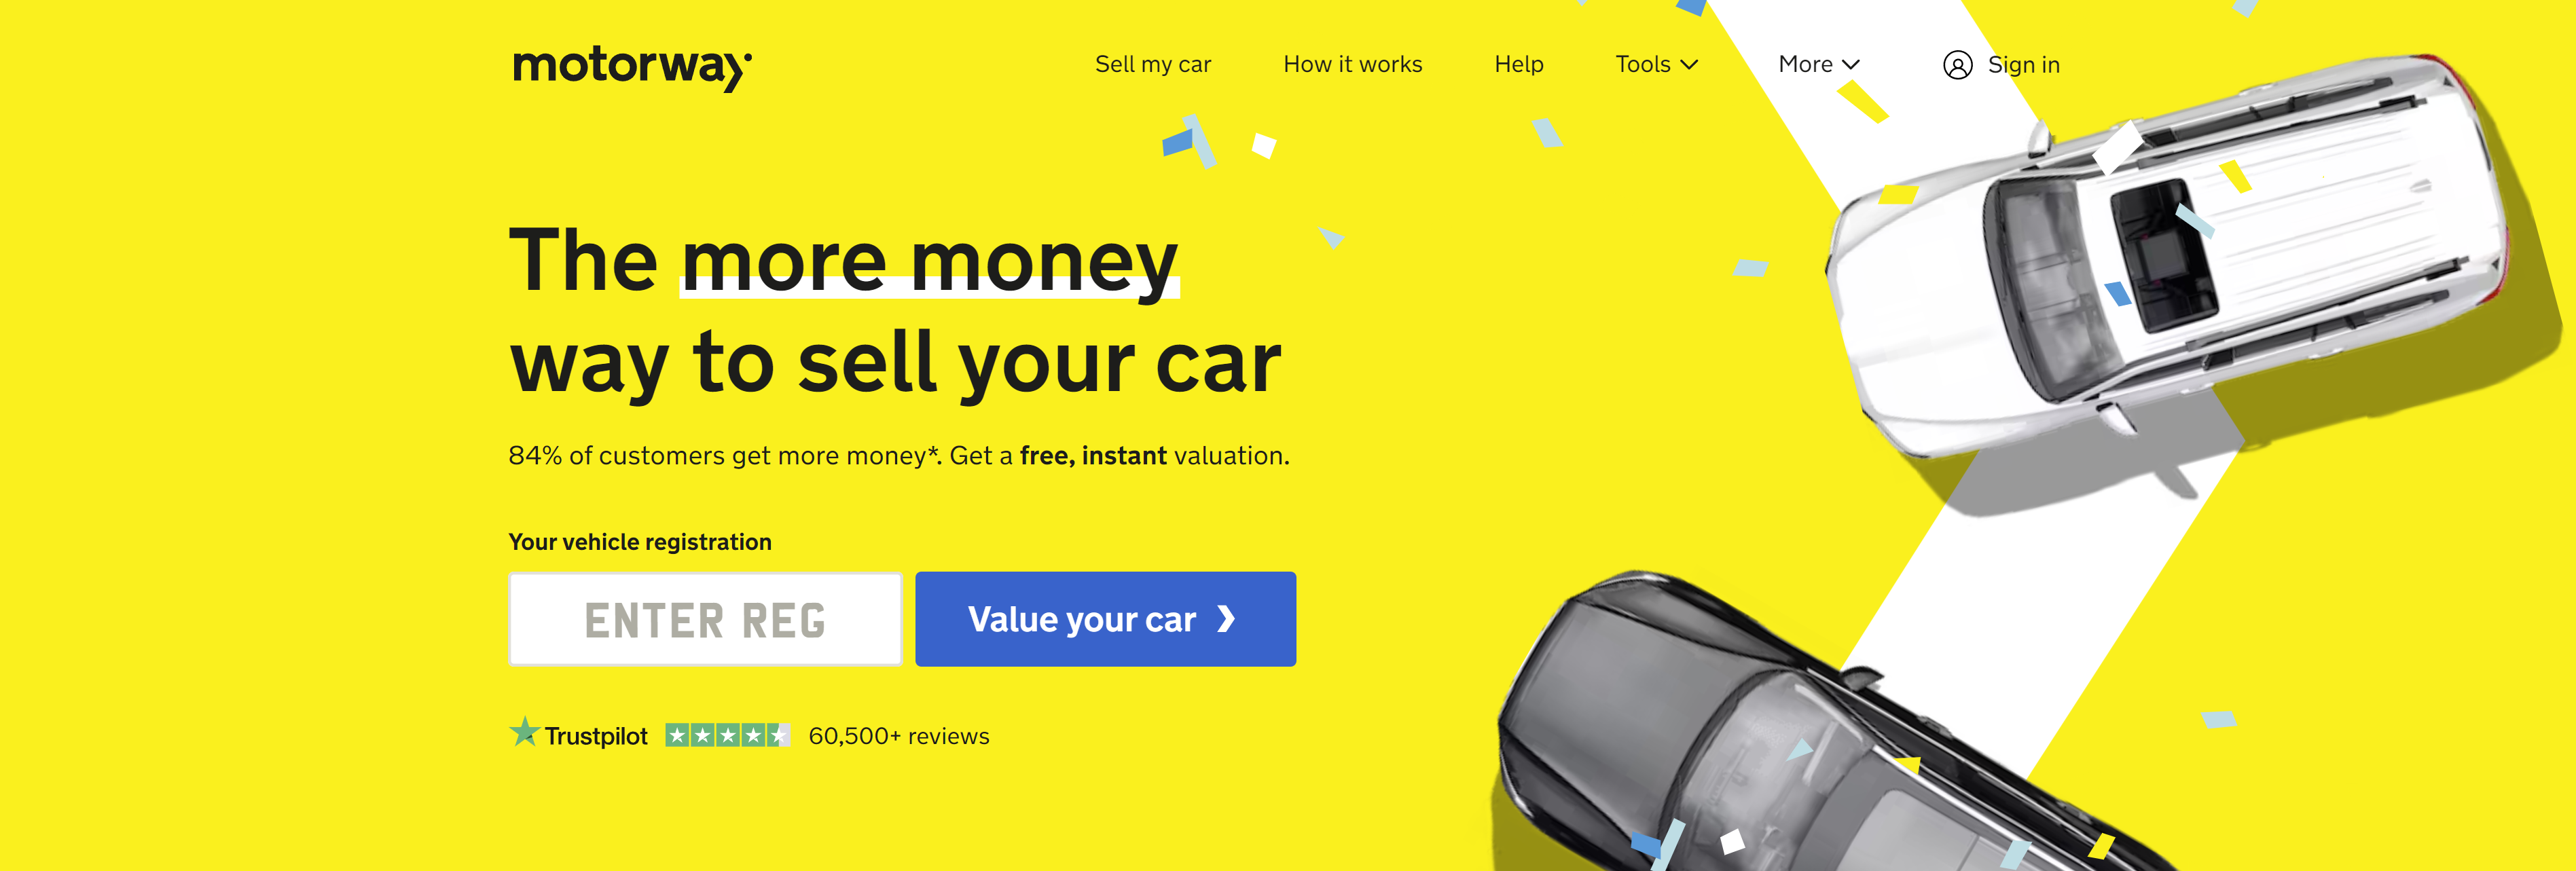 motorway
Sell my car
How it works
Help
Tools
More
Sign in
The more money
way to sell your car
84% of customers get more money*. Get a free, instant valuation.
Your vehicle registration
ENTER REG
Value your car
Trustpilot
60,500+ reviews